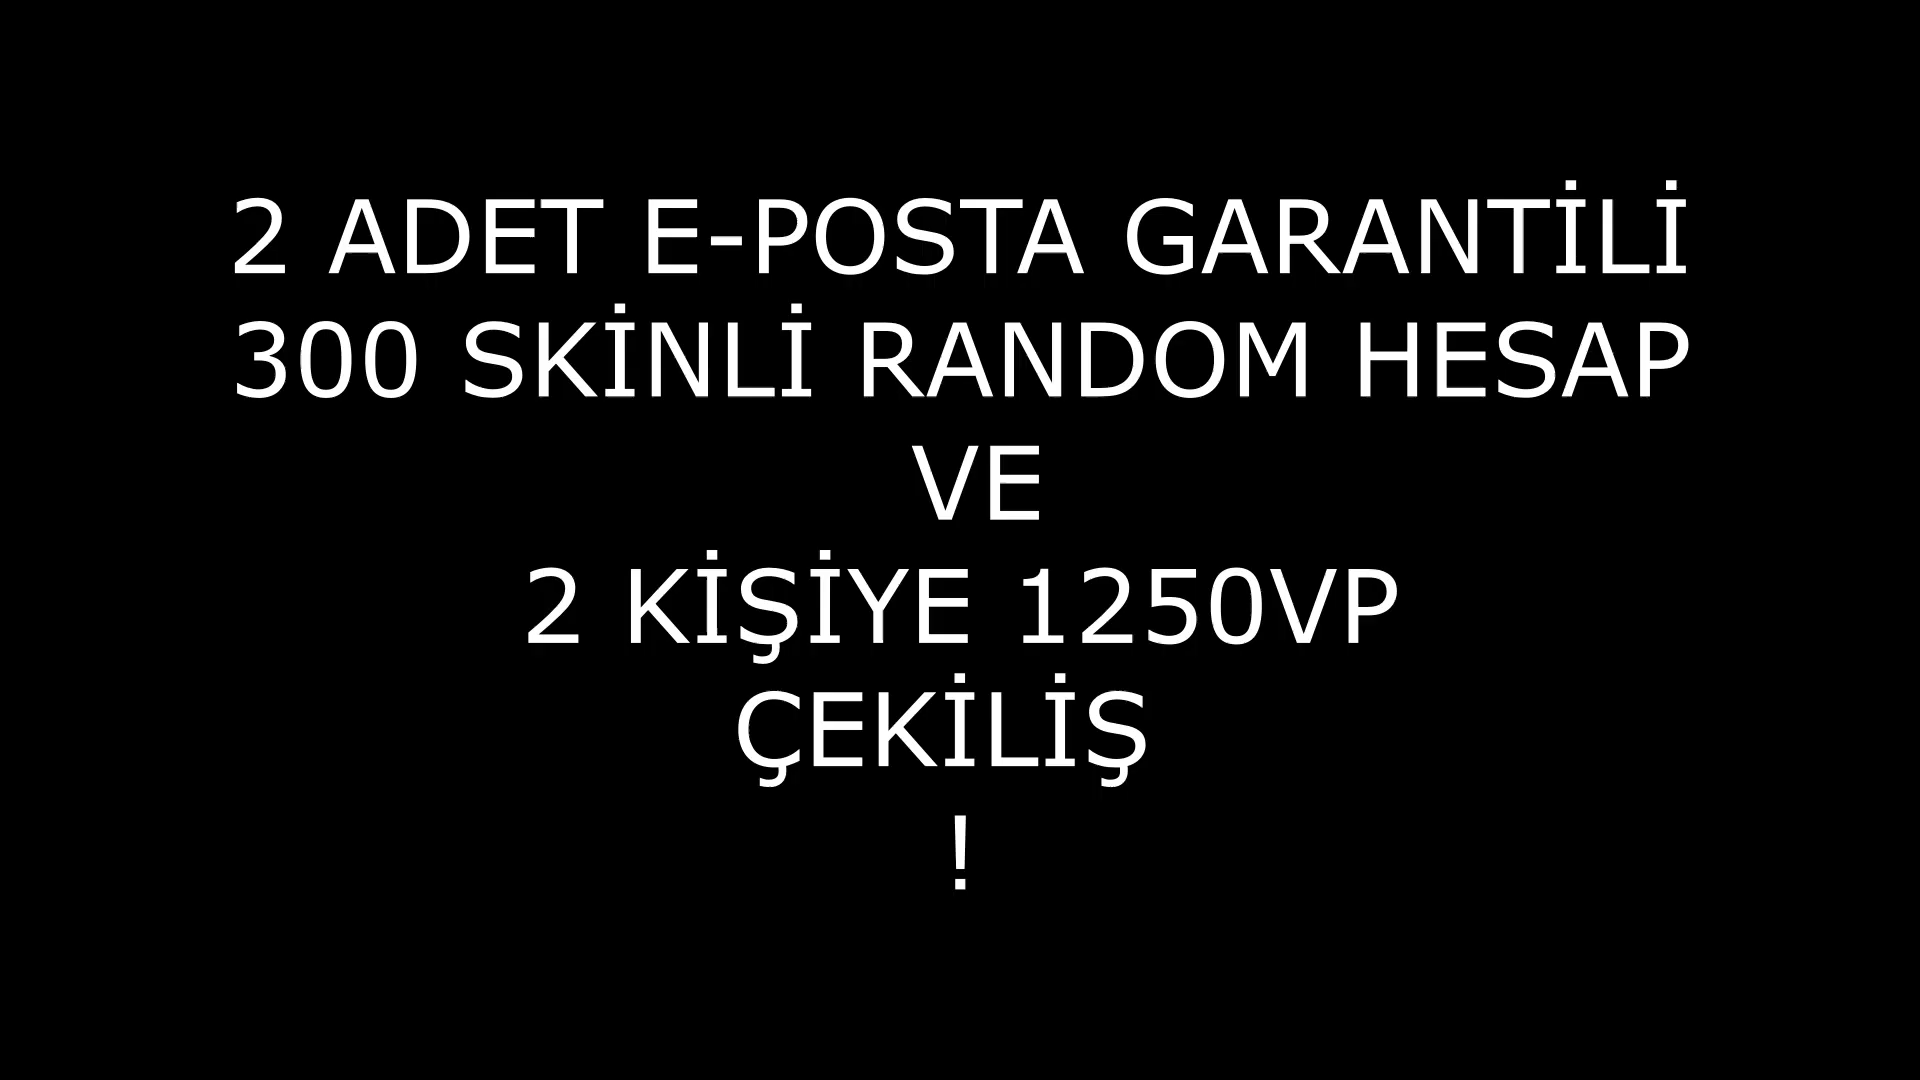 2 ADET E-POSTA GARANTİLİ
300 SKİNLİ RANDOM HESAP
VE
2 KİŞİYE 1250VP
ÇEKİLİŞ
!